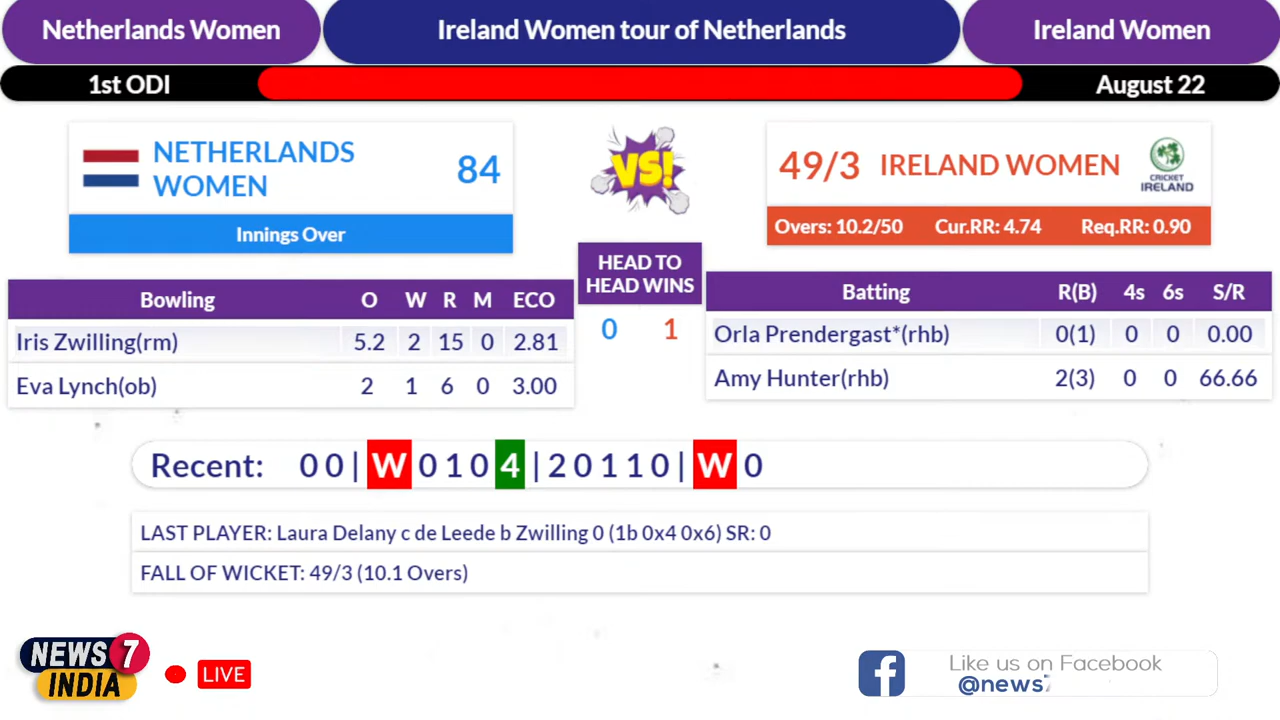 Netherlands Women
Ireland Women tour of Netherlands
Ireland Women
1st ODI
August 22
NETHERLANDS
WOMEN
84
Innings Over
VS!
49/3 IRELAND WOMEN
CRICKET
IRELAND
Overs: 10.2/50 Cur.RR: 4.74 Req.RR: 0.90
HEAD TO
HEAD WINS
0 1
Bowling O W R M ECO
Iris Zwilling(rm) 5.2 2 15 0 2.81
Eva Lynch(ob) 2 1 6 0 3.00
Batting R(B) 4s 6s S/R
Orla Prendergast*(rhb) 0(1) 0 0 0.00
Amy Hunter(rhb) 2(3) 0 0 66.66
Recent: 0 0 | W 0 1 0 4 | 2 0 1 1 0 | W 0
LAST PLAYER: Laura Delany c de Leede b Zwilling 0 (1b 0x4 0x6) SR: 0
FALL OF WICKET: 49/3 (10.1 Overs)
NEWS 7
INDIA
LIVE
Like us on Facebook
@news